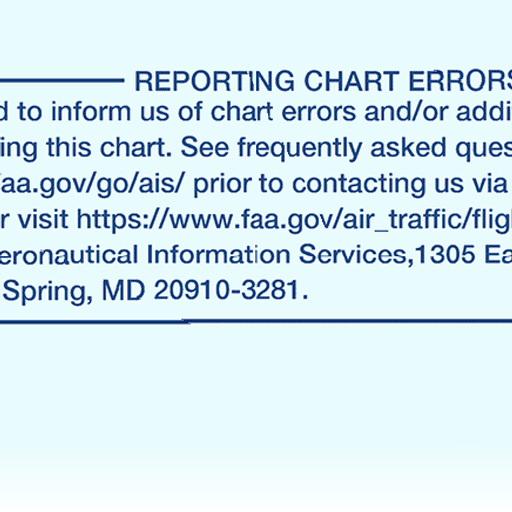 REPORTING CHART ERRORS
d to inform us of chart errors and/or addi
ing this chart. See frequently asked ques
faa.gov/go/ais/ prior to contacting us via
r visit https://www.faa.gov/air_traffic/flig
eronautical Information Services,1305 Ea
Spring, MD 20910-3281.